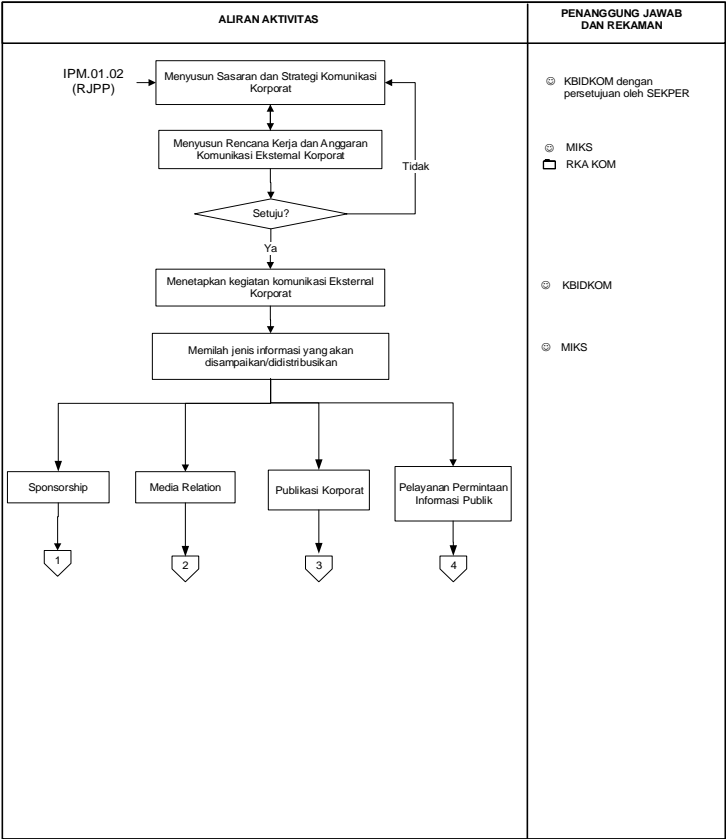 ALIRAN AKTIVITAS
PENANGGUNG JAWAB
DAN REKAMAN
IPM.01.02
(RJPP)
Menyusun Sasaran dan Strategi Komunikasi
Korporat
KBIDKOM dengan
persetujuan oleh SEKPER
Menyusun Rencana Kerja dan Anggaran
Komunikasi Eksternal Korporat
MIKS
RKA KOM
Tidak
Setuju?
Ya
Menetapkan kegiatan komunikasi Eksternal
Korporat
KBIDKOM
Memilah jenis informasi yang akan
disampaikan/didistribusikan
MIKS
Sponsorship
Media Relation
Publikasi Korporat
Pelayanan Permintaan
Informasi Publik
1
2
3
4